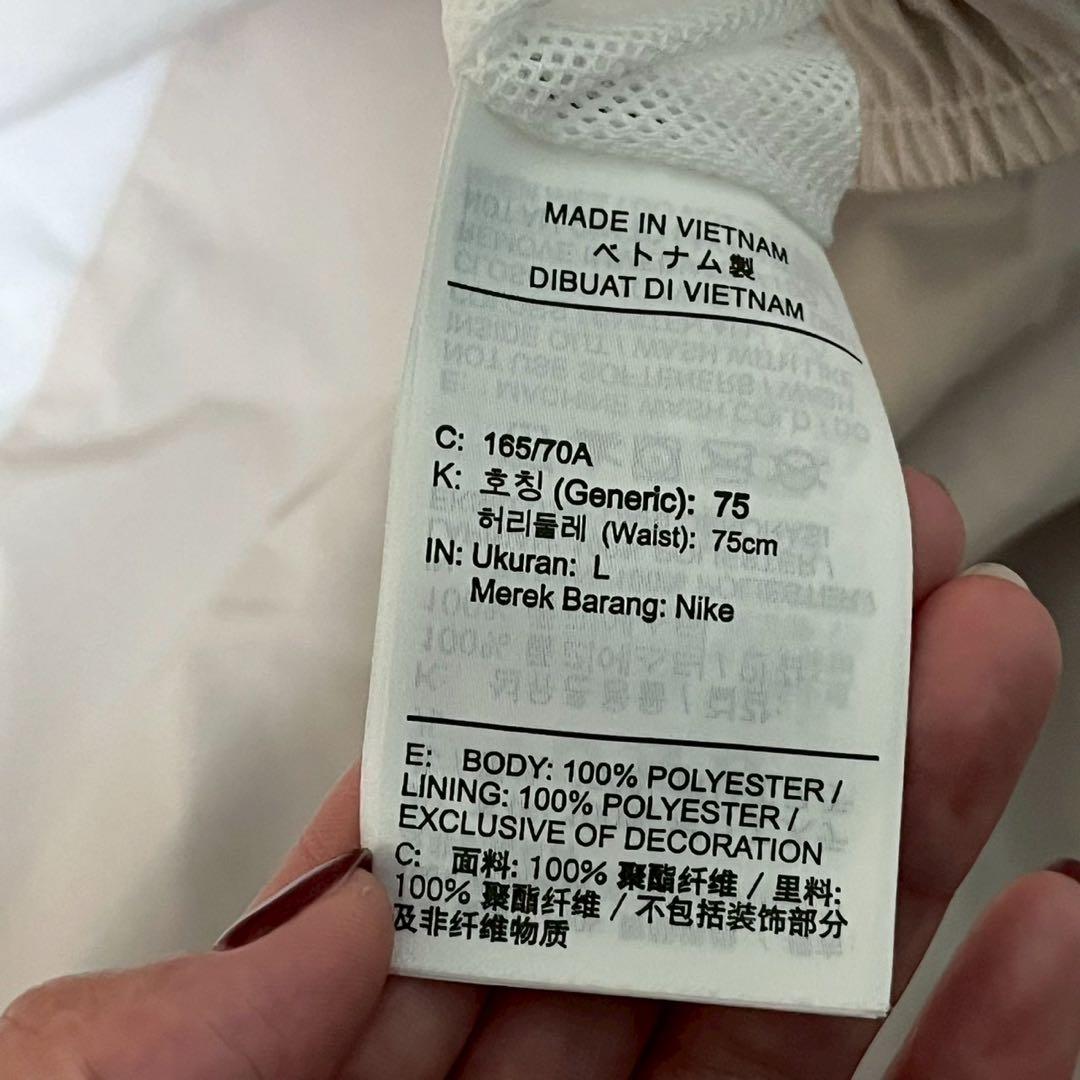 MADE IN VIETNAM
ベトナム製
DIBUAT DI VIETNAM
C: 165/70A
K: 호칭 (Generic): 75
허리둘레 (Waist): 75cm
IN: Ukuran: L
Merek Barang: Nike
E: BODY: 100% POLYESTER /
LINING: 100% POLYESTER /
EXCLUSIVE OF DECORATION
C: 面料: 100% 聚酯纤维 / 里料:
100% 聚酯纤维 / 不包括装饰部分
及非纤维物质